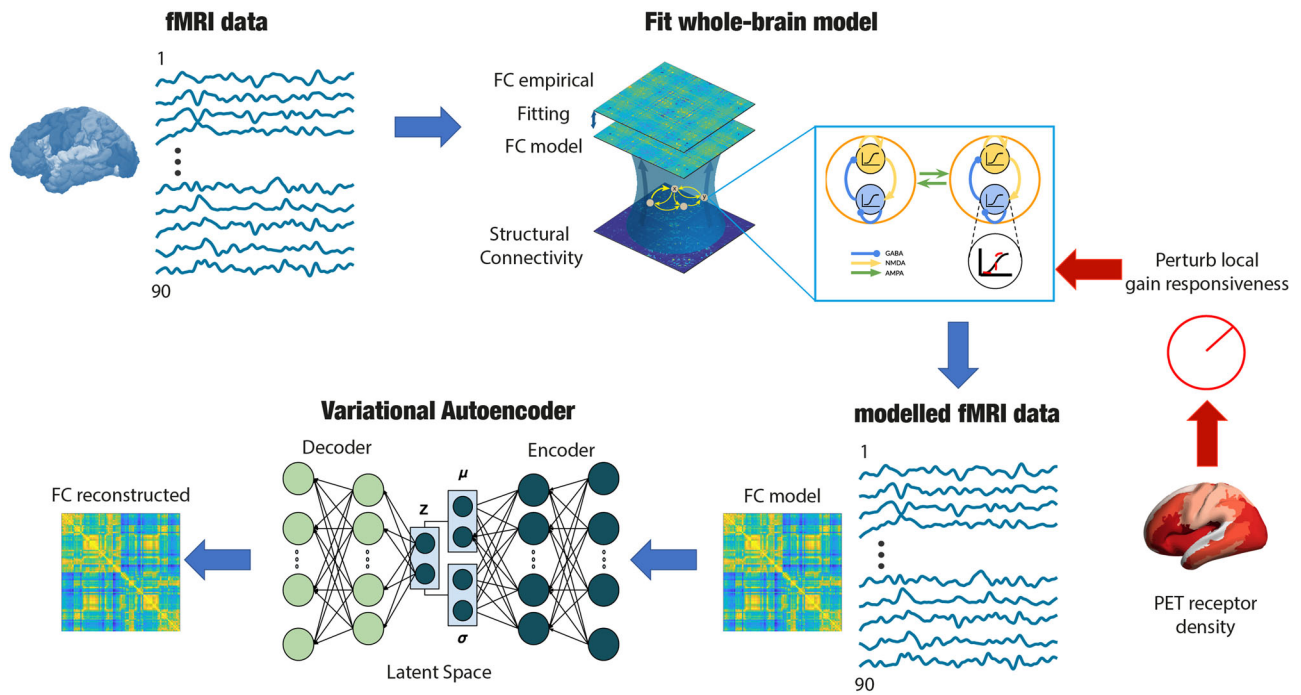 fMRI data
1
90
Fit whole-brain model
FC empirical
Fitting
FC model
Structural
Connectivity
GABA
NMDA
AMPA
Perturb local
gain responsiveness
PET receptor
density
modelled fMRI data
1
90
FC model
Variational Autoencoder
Decoder
Encoder
μ
Z
σ
Latent Space
FC reconstructed